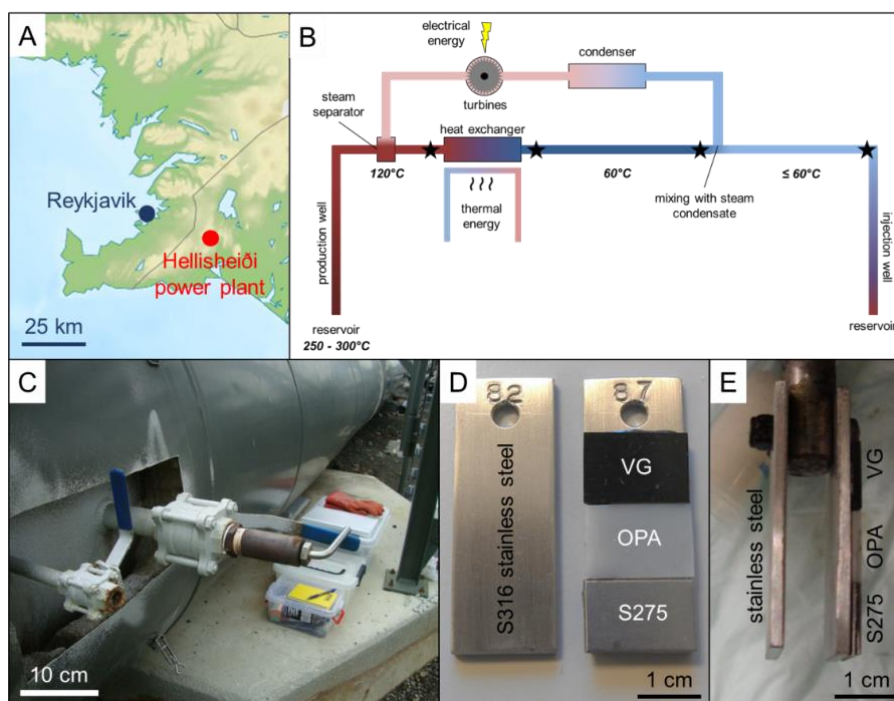 A
Reykjavik
Hellisheiði
power plant
25 km
B
electrical
energy
condenser
steam
separator
turbines
heat exchanger
120°C
60°C
≤ 60°C
thermal
energy
mixing with steam
condensate
production well
injection well
reservoir
250 - 300°C
reservoir
C
10 cm
D
82
S316 stainless steel
87
VG
OPA
S275
1 cm
E
stainless steel
VG
OPA
S275
1 cm